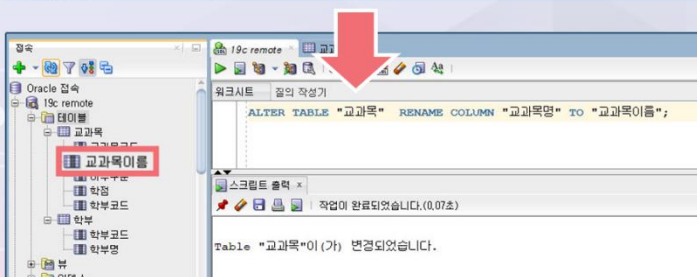 접속
Oracle 접속
19c remote
테이블
교과목
교과목이름
학점
학부코드
학부
학부코드
학부명
뷰
19c remote
워크시트 질의 작성기
ALTER TABLE "교과목" RENAME COLUMN "교과목명" TO "교과목이름";
스크립트 출력 ×
작업이 완료되었습니다.(0,07초)
Table "교과목"이(가) 변경되었습니다.